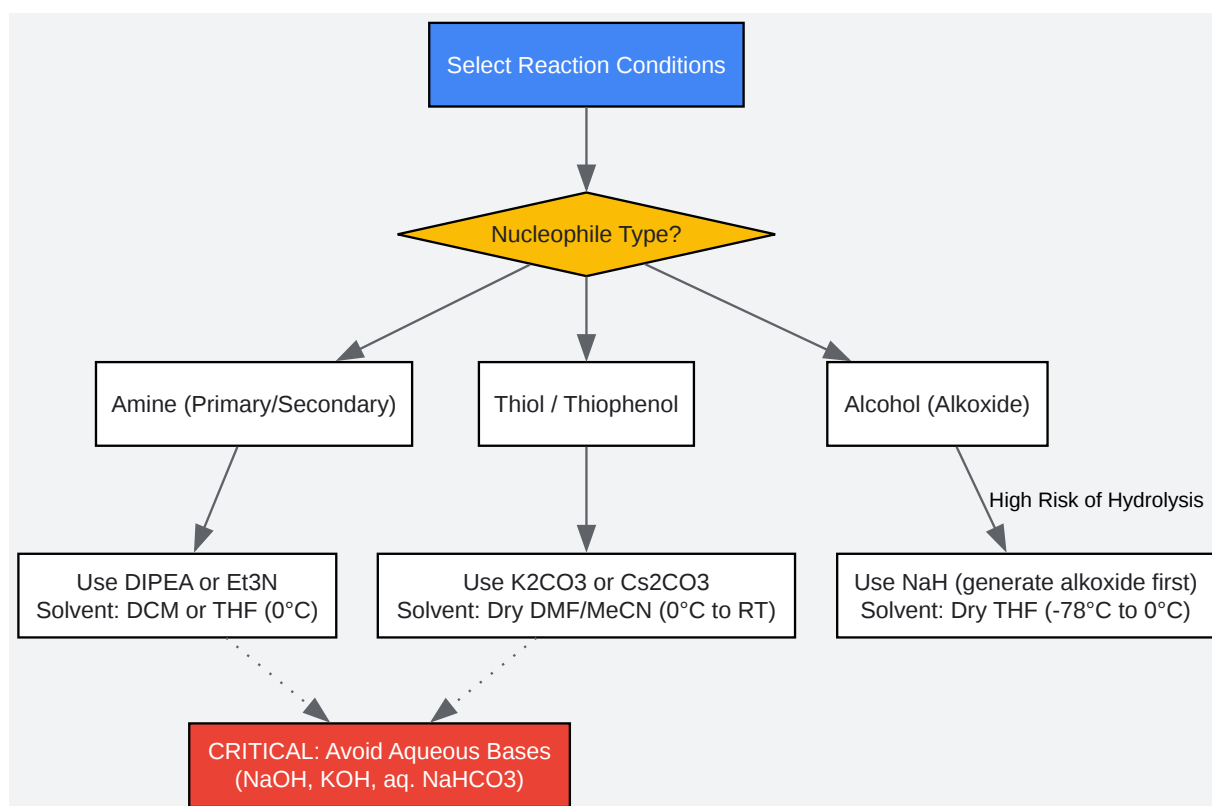 Select Reaction Conditions
Nucleophile Type?
Amine (Primary/Secondary)
Thiol / Thiophenol
Alcohol (Alkoxide)
High Risk of Hydrolysis
Use DIPEA or Et3N
Solvent: DCM or THF (0°C)
Use K2CO3 or Cs2CO3
Solvent: Dry DMF/MeCN (0°C to RT)
Use NaH (generate alkoxide first)
Solvent: Dry THF (-78°C to 0°C)
CRITICAL: Avoid Aqueous Bases
(NaOH, KOH, aq. NaHCO3)